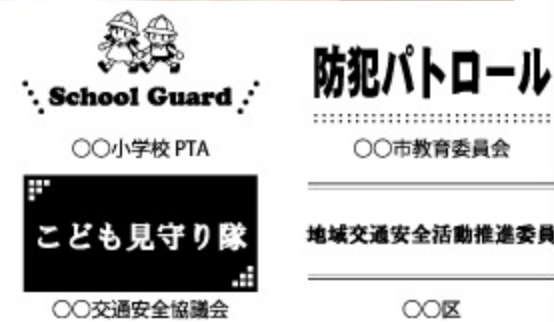 School Guard
○○小学校 PTA
防犯パトロール
○○市教育委員会
こども見守り隊
○○交通安全協議会
地域交通安全活動推進委員
○○区